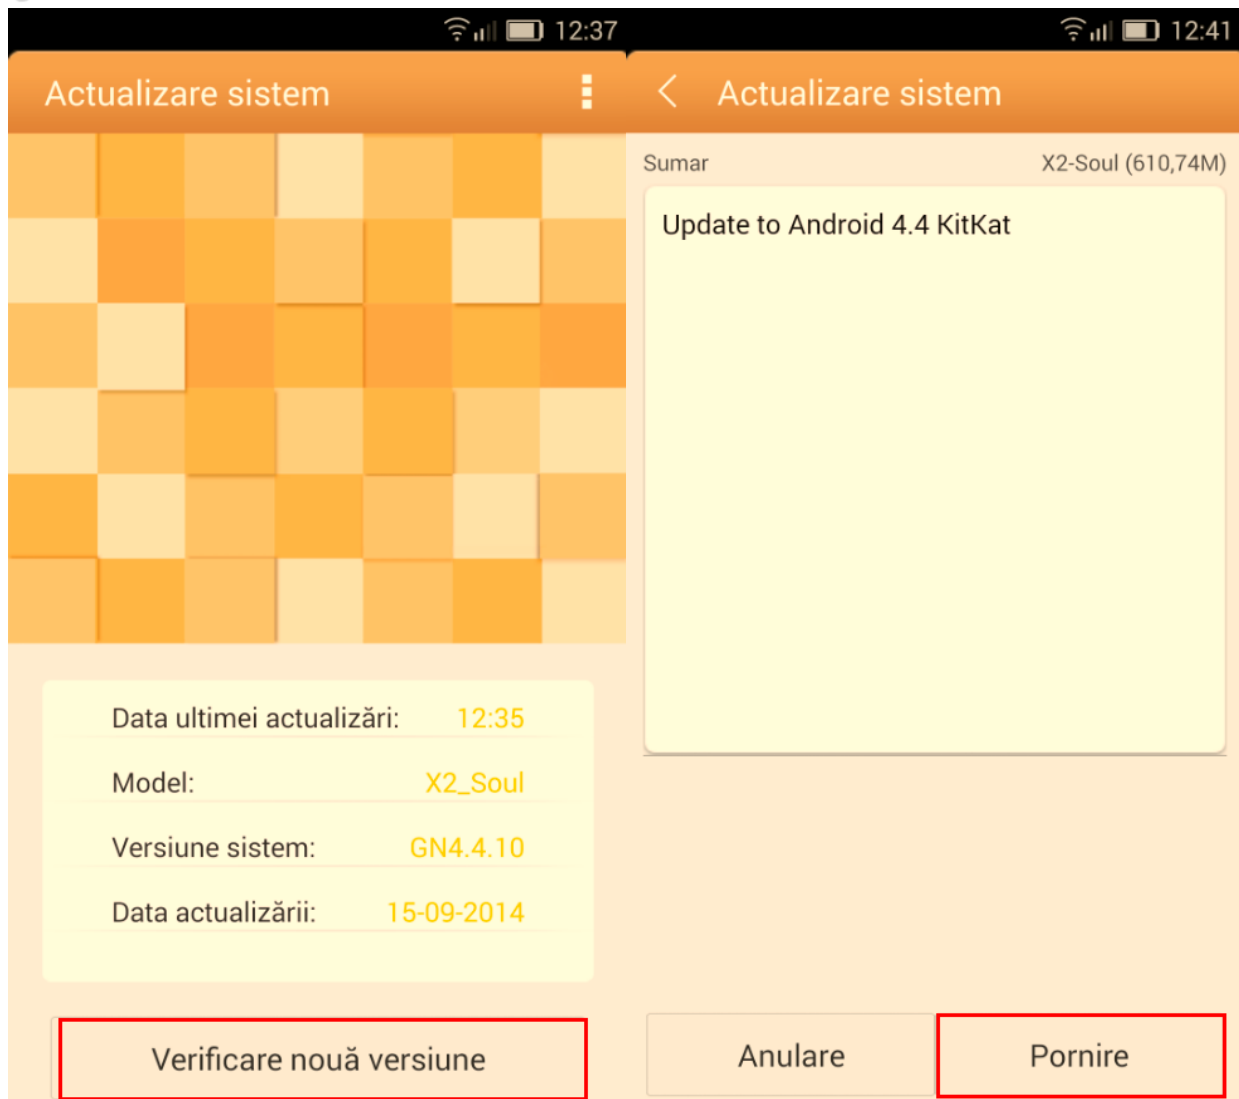 12:37
Actualizare sistem
Data ultimei actualizări: 12:35
Model: X2_Soul
Versiune sistem: GN4.4.10
Data actualizării: 15-09-2014
Verificare nouă versiune
12:41
Actualizare sistem
Sumar X2-Soul (610,74M)
Update to Android 4.4 KitKat
Anulare Pornire